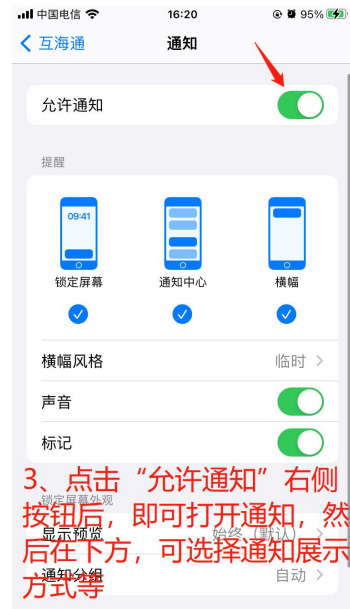 中国电信 16:20 95%
互海通 通知
允许通知
提醒
09:41
锁定屏幕 通知中心 横幅
横幅风格 临时
声音
标记
锁定屏幕外观
3、点击“允许通知”右侧
按钮后，即可打开通知，然
后在下方，可选择通知展示
方式等
显示预览 始终（默认）
通知分组 自动